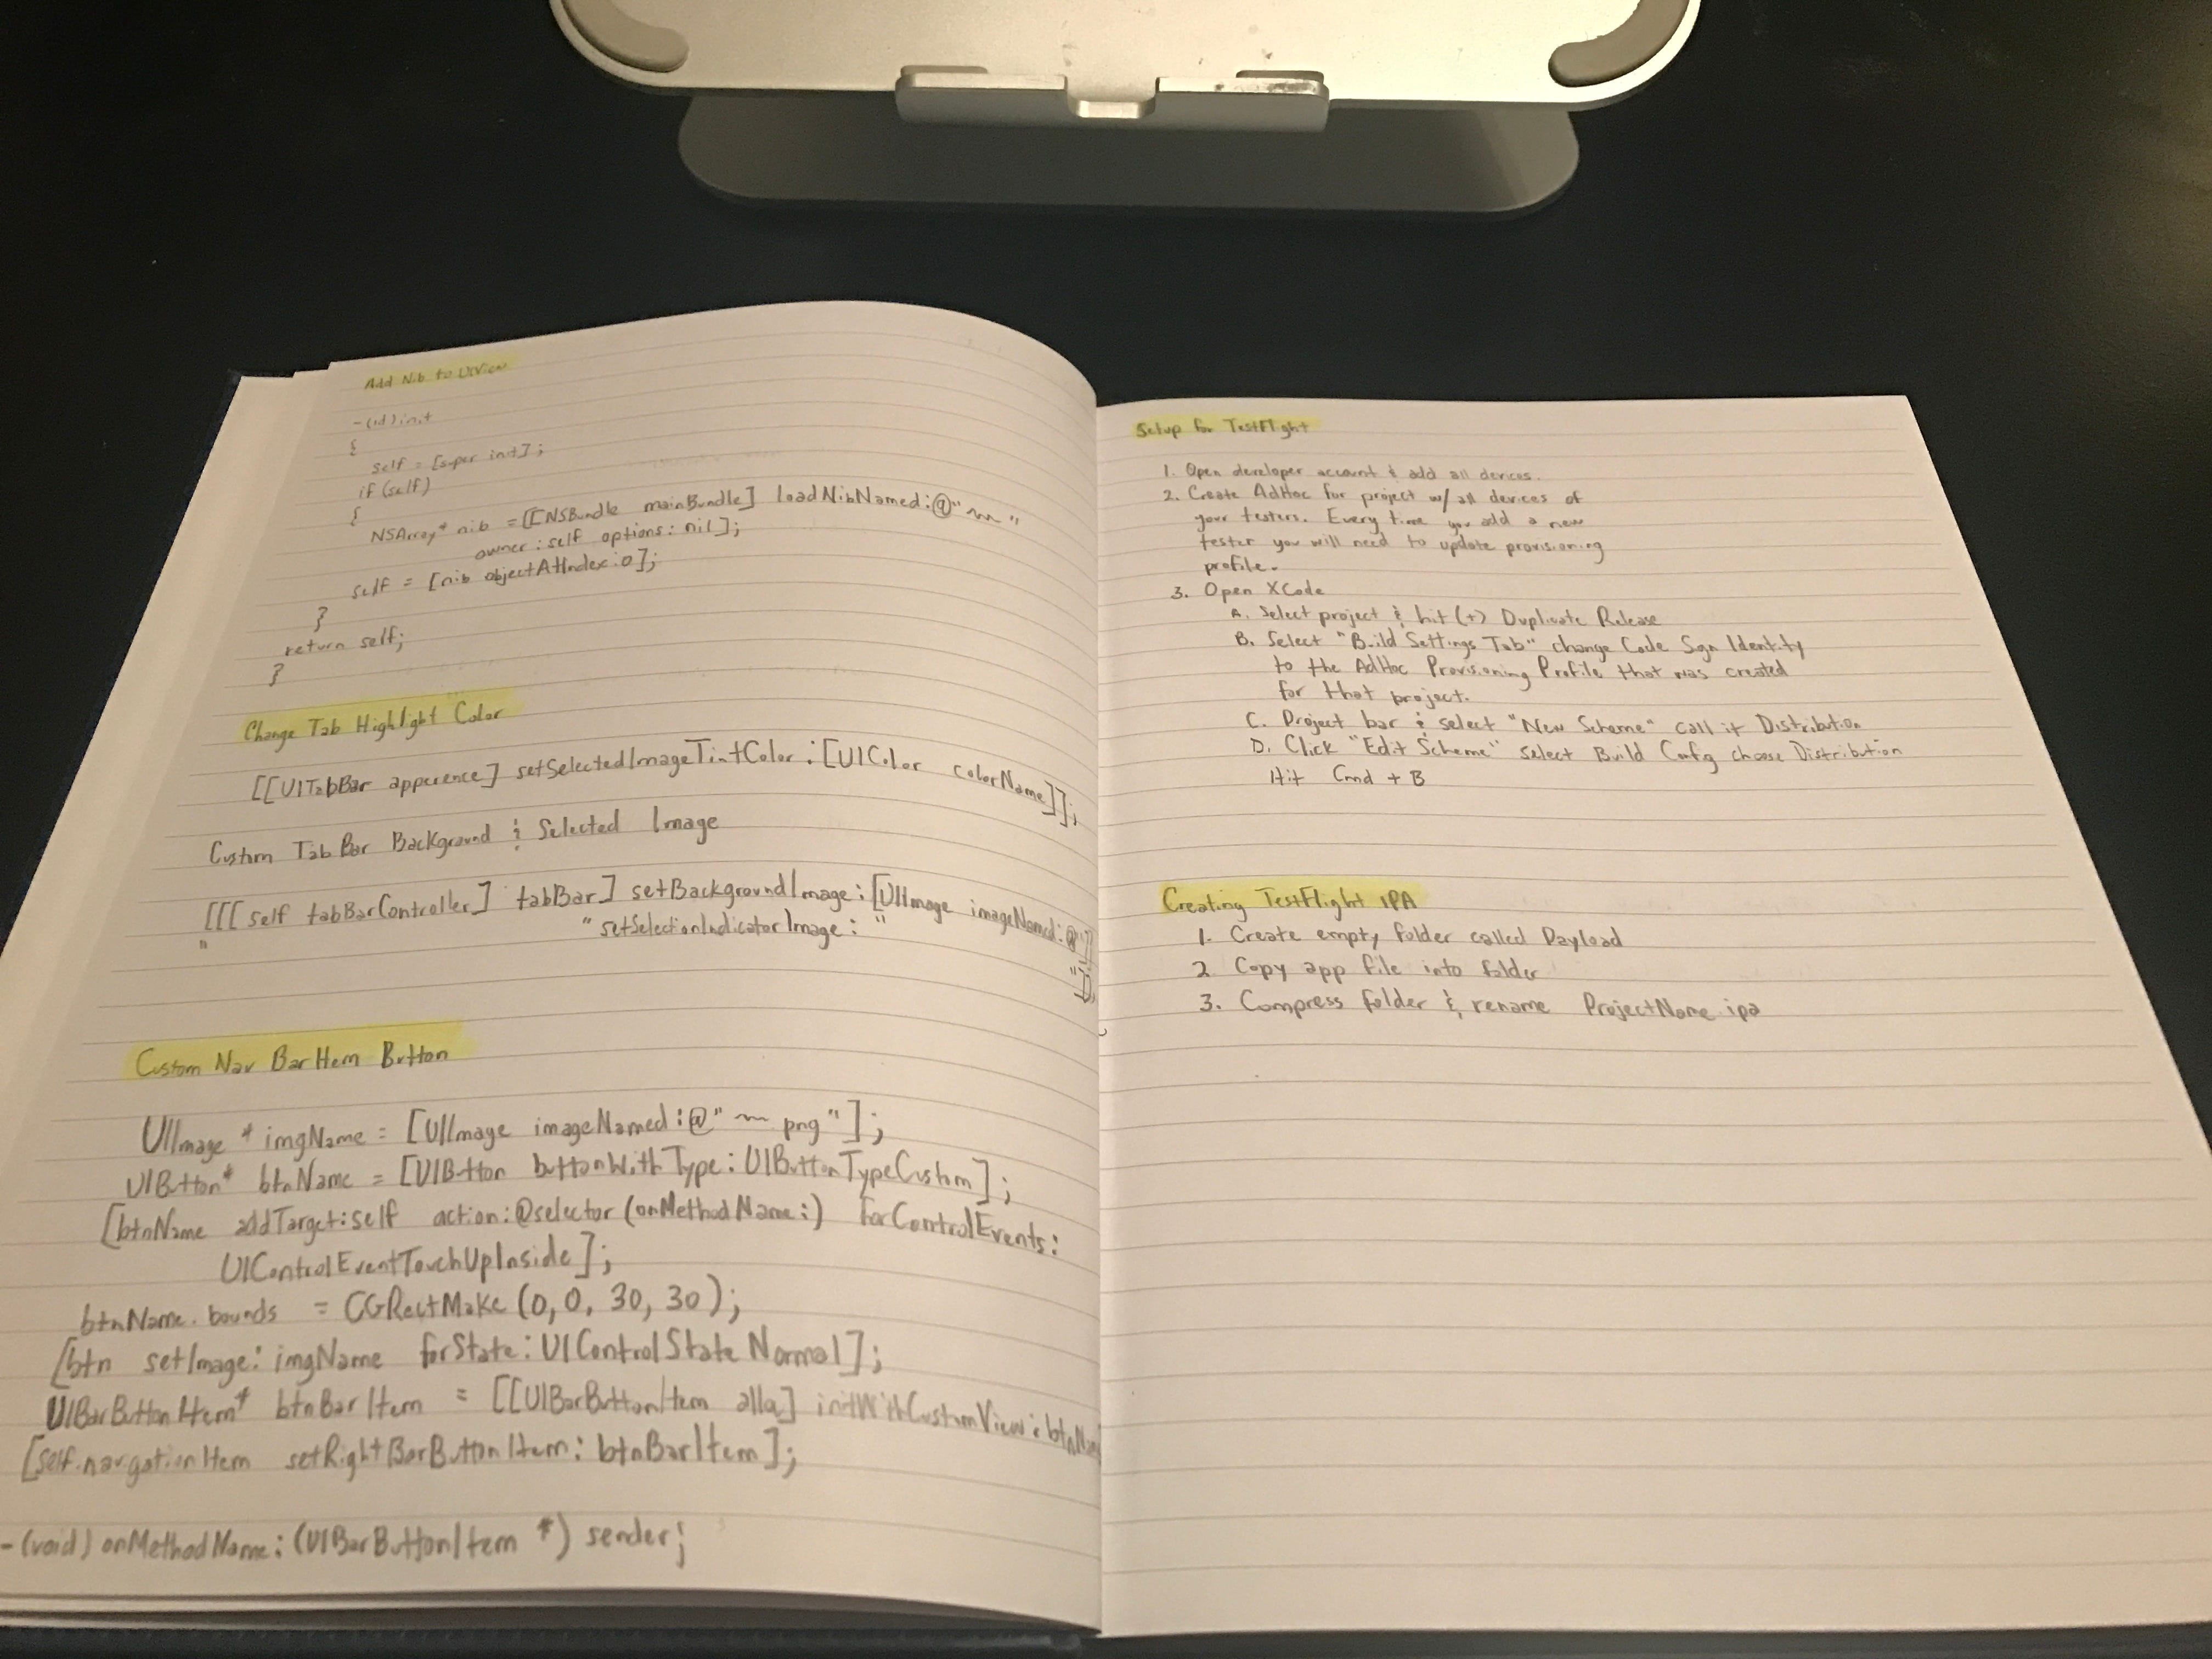 Add Nib to UIView
-(id)init
{
self = [super init];
if (self)
{
NSArray* nib = [[NSBundle mainBundle] loadNibNamed:@"~~"
owner:self options:nil];
self = [nib objectAtIndex:0];
}
return self;
}
Change Tab Highlight Color
[[UITabBar apperence] setSelectedImageTintColor:[UIColor colorName]];
Custom Tab Bar Background & Selected Image
[[[self tabBarController] tabBar] setBackgroundImage:[UIImage imageNamed:@"]]
" " setSelectionIndicatorImage: "
Custom Nav BarItem Button
UIImage * imgName = [UIImage imageNamed:@"~~ png"];
UIButton* btnName = [UIButton buttonWithType:UIButtonTypeCustom];
[btnName addTarget:self action:@selector(onMethodName:) forControlEvents:
UIControlEventTouchUpInside];
btnName.bounds = CGRectMake(0,0,30,30);
[btn setImage: imgName forState:UIControlStateNormal];
UIBarButtonItem* btnBarItem = [[UIBarButtonItem alla] initWithCustomView:btnName
[self.navigationItem setRightBarButtonItem: btnBarItem];
-(void) onMethodName:(UIBarButtonItem *) sender;
Setup for TestFlight
1. Open developer account & add all devices.
2. Create AdHoc for project w/ all devices of
your testers. Every time you add a new
tester you will need to update provisioning
profile.
3. Open XCode
A. Select project & hit (+) Duplicate Release
B. Select "Build Settings Tab" change Code Sign Identity
to the AdHoc Provisioning Profile that was created
for that project.
C. Project bar & select "New Scheme" call it Distribution
D. Click "Edit Scheme" select Build Config choose Distribution
Hit Cmd + B
Creating TestFlight IPA
1. Create empty folder called Payload
2 Copy app file into folder
3. Compress folder & rename ProjectName.ipa